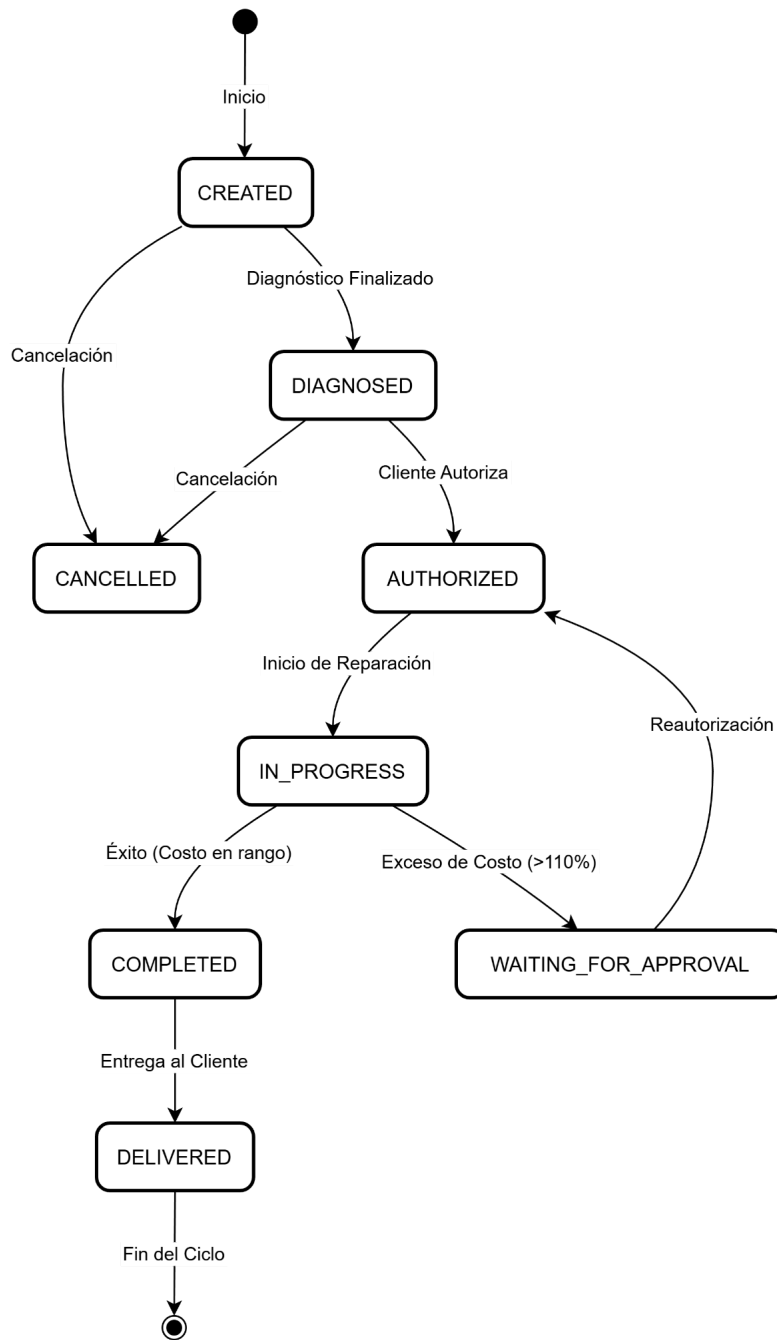 Inicio
CREATED
Diagnóstico Finalizado
Cancelación
DIAGNOSED
Cancelación
Cliente Autoriza
CANCELLED
AUTHORIZED
Inicio de Reparación
Reautorización
IN_PROGRESS
Éxito (Costo en rango)
Exceso de Costo (>110%)
COMPLETED
WAITING_FOR_APPROVAL
Entrega al Cliente
DELIVERED
Fin del Ciclo